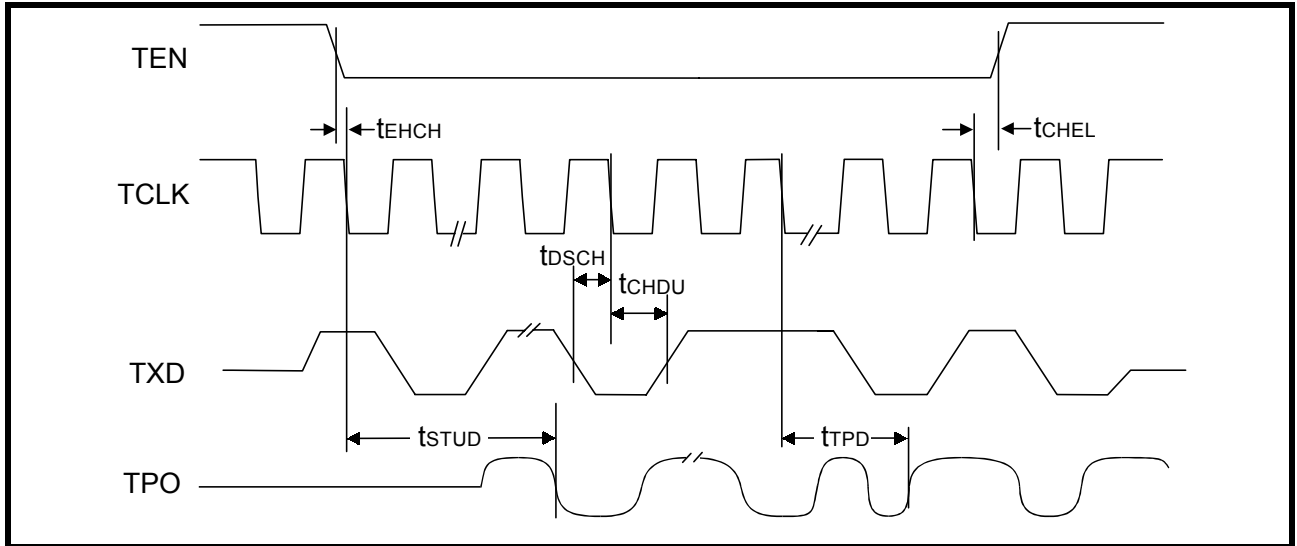 TEN
tEHCH
tCHEL
TCLK
tDSCH
tCHDU
TXD
tSTUD
tTPD
TPO